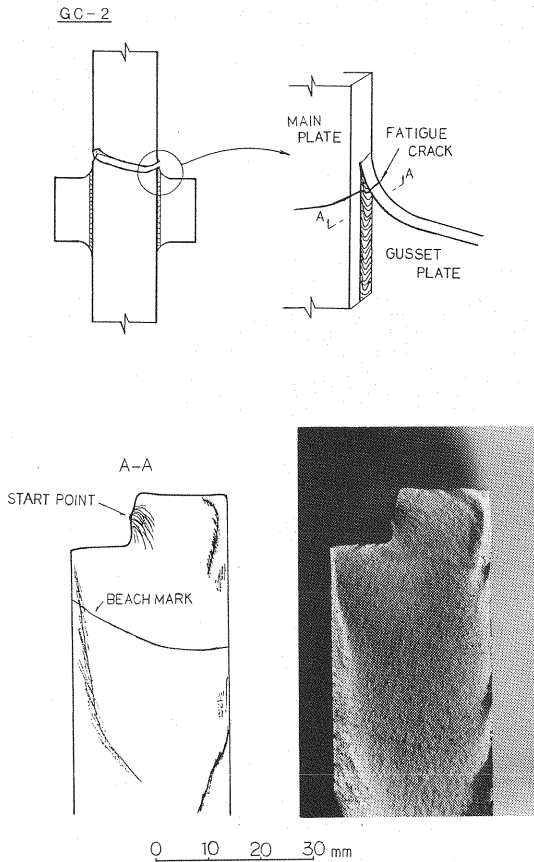 GC-2
MAIN
PLATE
FATIGUE
CRACK
A
A
GUSSET
PLATE
A-A
START POINT
BEACH MARK
0 10 20 30 mm